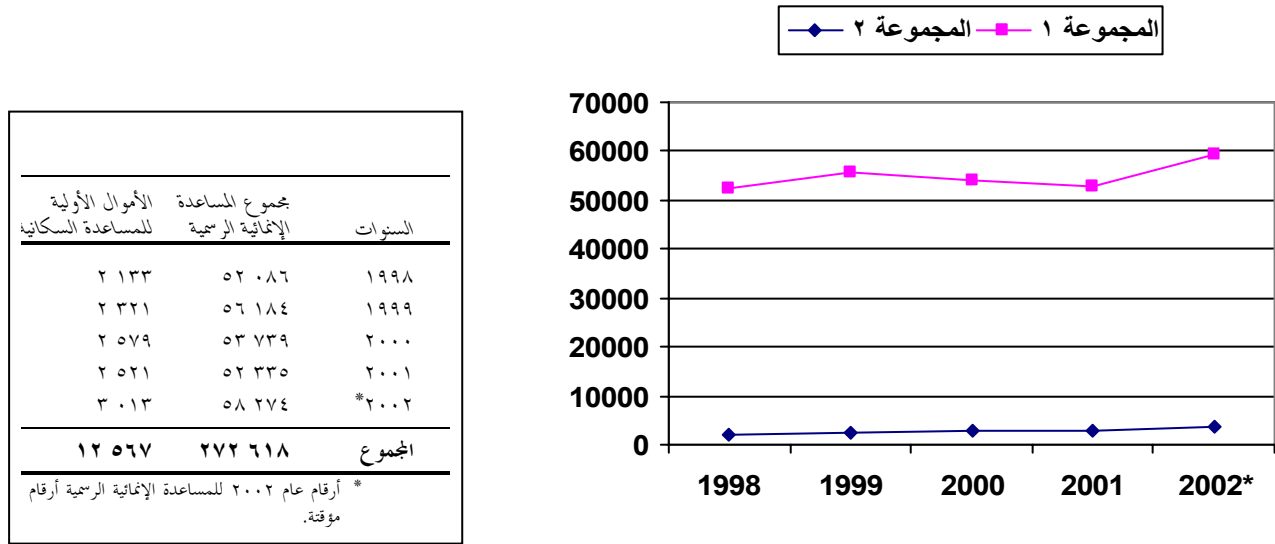 السنوات مجموع المساعدة الإنمائية الرسمية الأموال الأولية للمساعدة السكانية
١٩٩٨ ٥٢ ٠٨٦ ٢ ١٣٣
١٩٩٩ ٥٦ ١٨٤ ٢ ٣٢١
٢٠٠٠ ٥٣ ٧٣٩ ٢ ٥٧٩
٢٠٠١ ٥٢ ٣٣٥ ٢ ٥٢١
٢٠٠٢* ٥٨ ٢٧٤ ٣ ٠١٣
المجموع ٢٧٢ ٦١٨ ١٢ ٥٦٧
* أرقام عام ٢٠٠٢ للمساعدة الإنمائية الرسمية أرقام
مؤقتة.
المجموعة ١ المجموعة ٢
70000
60000
50000
40000
30000
20000
10000
0
1998 1999 2000 2001 2002*